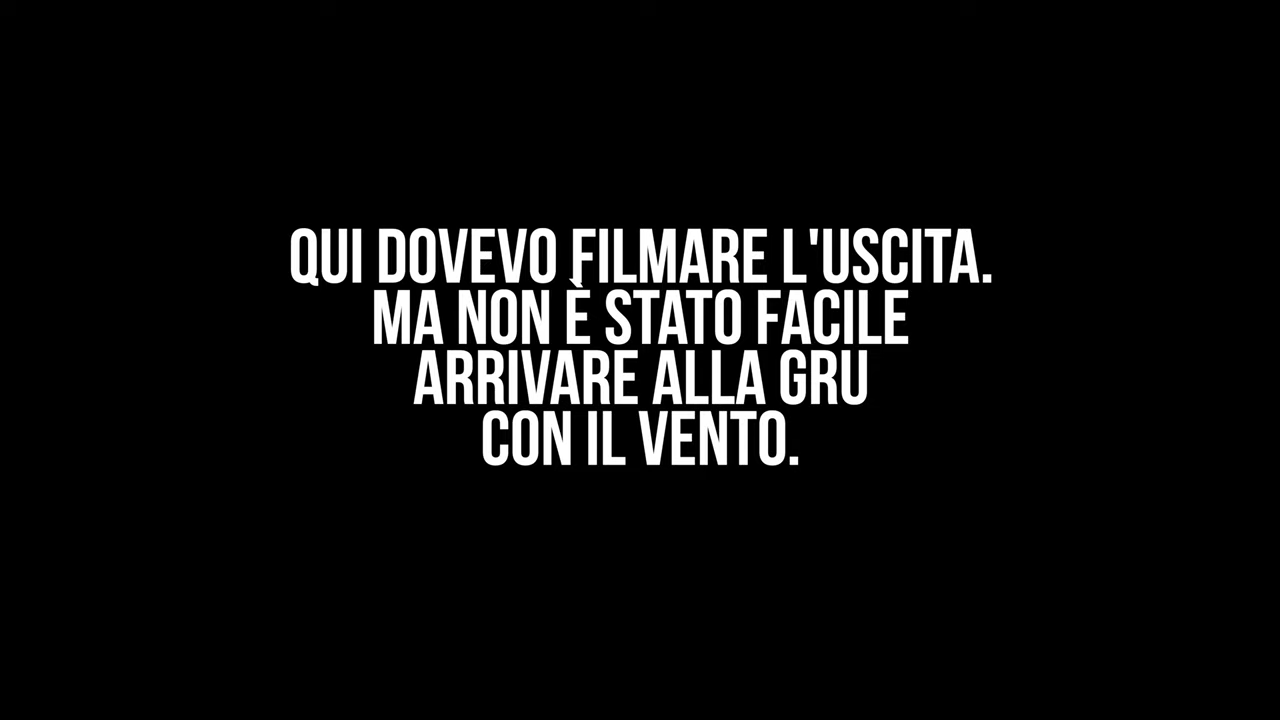 QUI DOVEVO FILMARE L'USCITA.
MA NON È STATO FACILE
ARRIVARE ALLA GRU
CON IL VENTO.